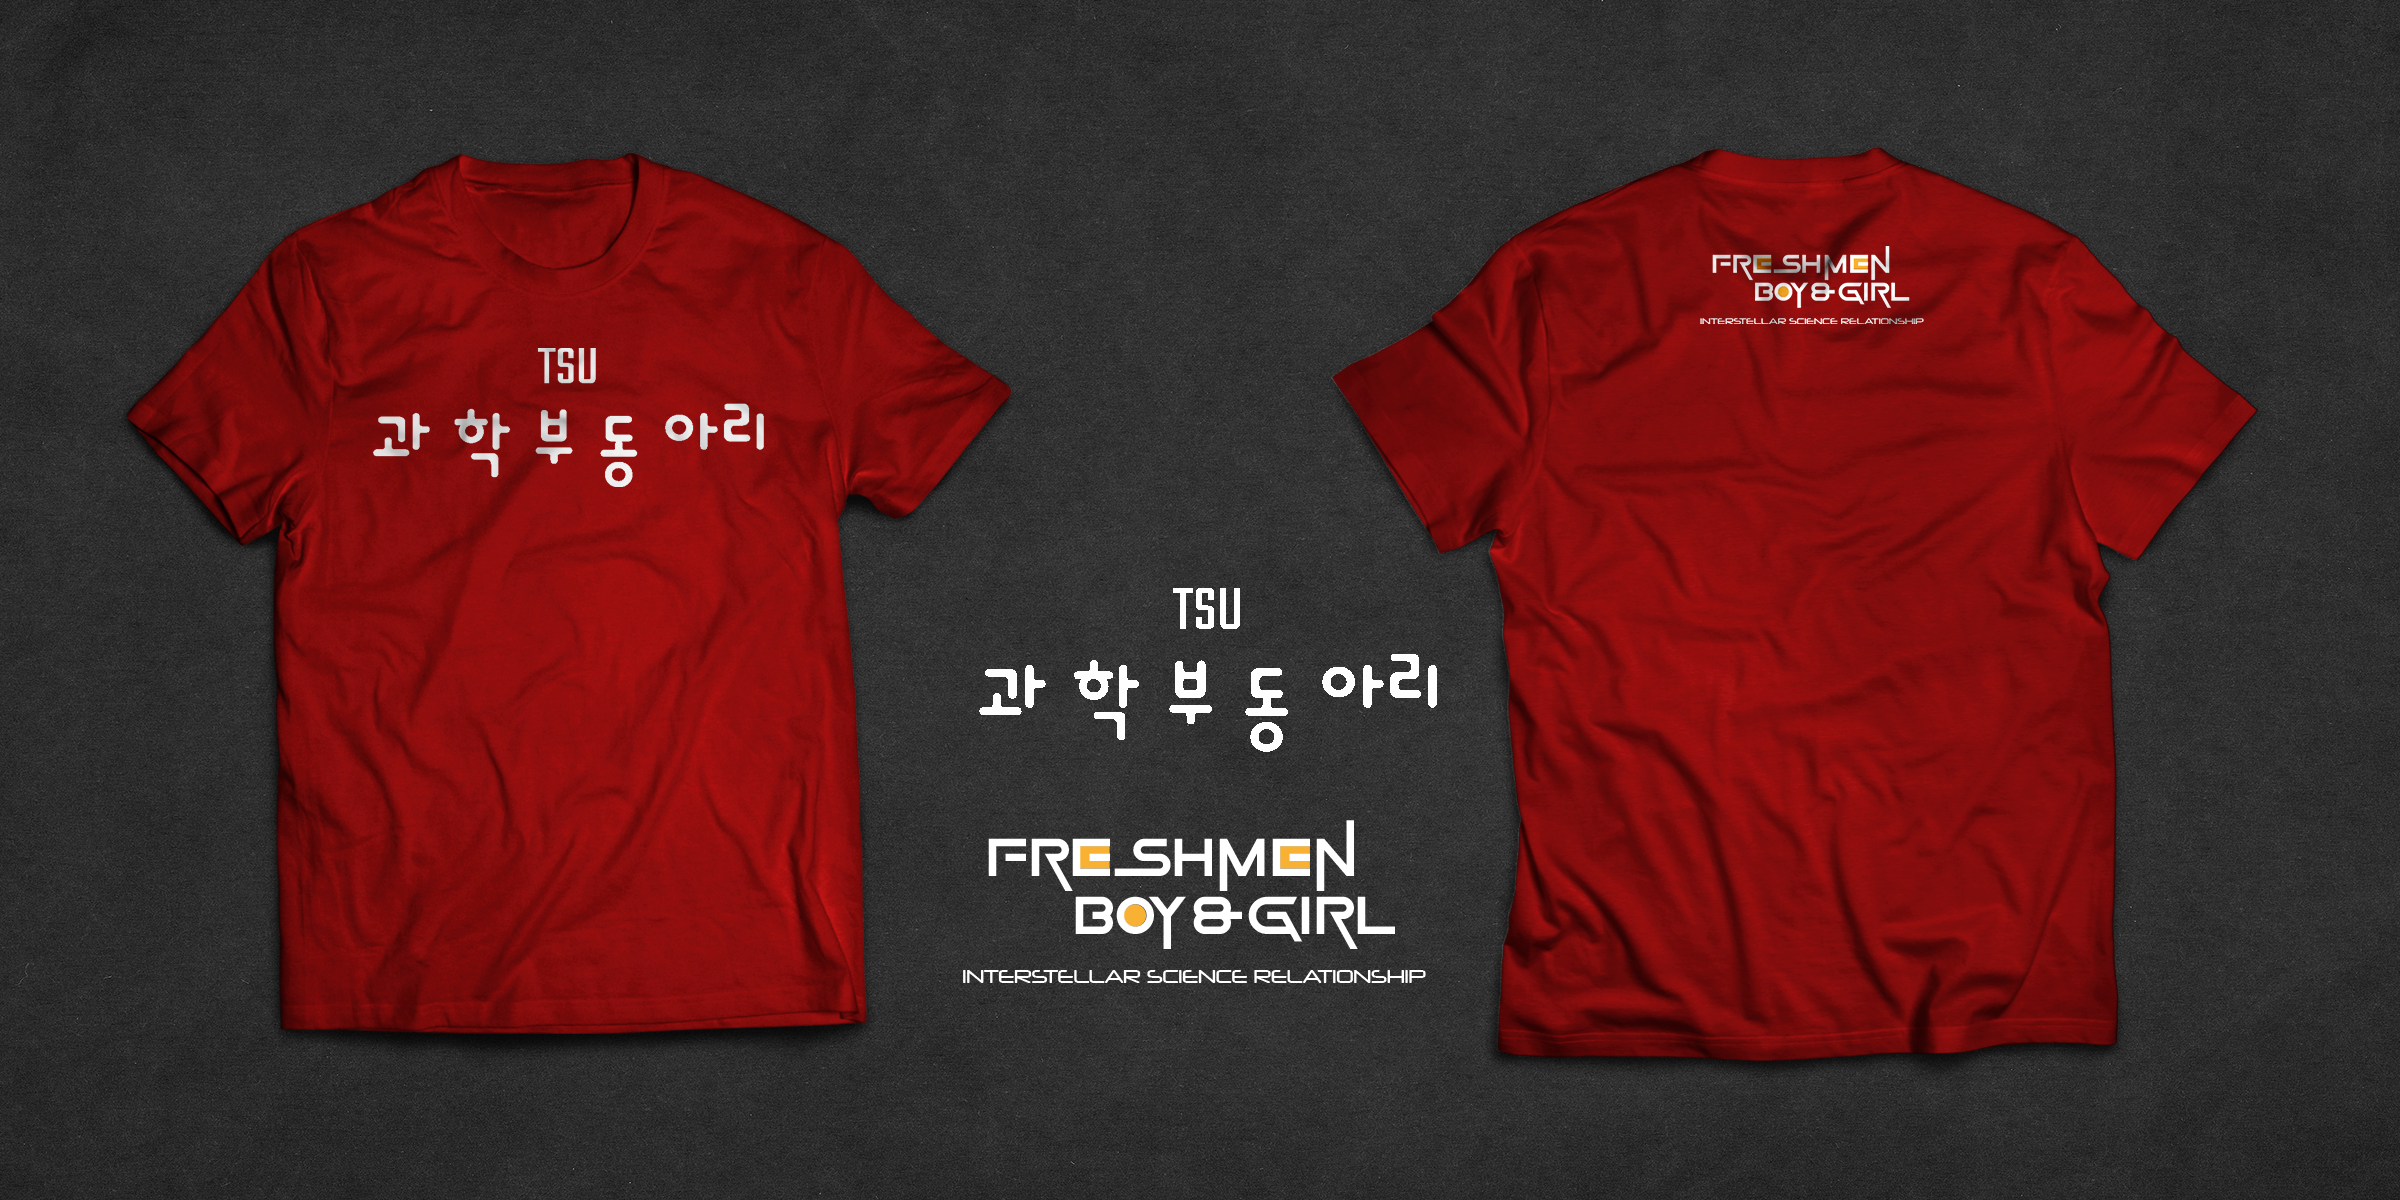 TSU
과학부동아리
FRESHMEN
BOY & GIRL
INTERSTELLAR SCIENCE RELATIONSHIP
TSU
과학부동아리
FRESHMEN
BOY & GIRL
INTERSTELLAR SCIENCE RELATIONSHIP